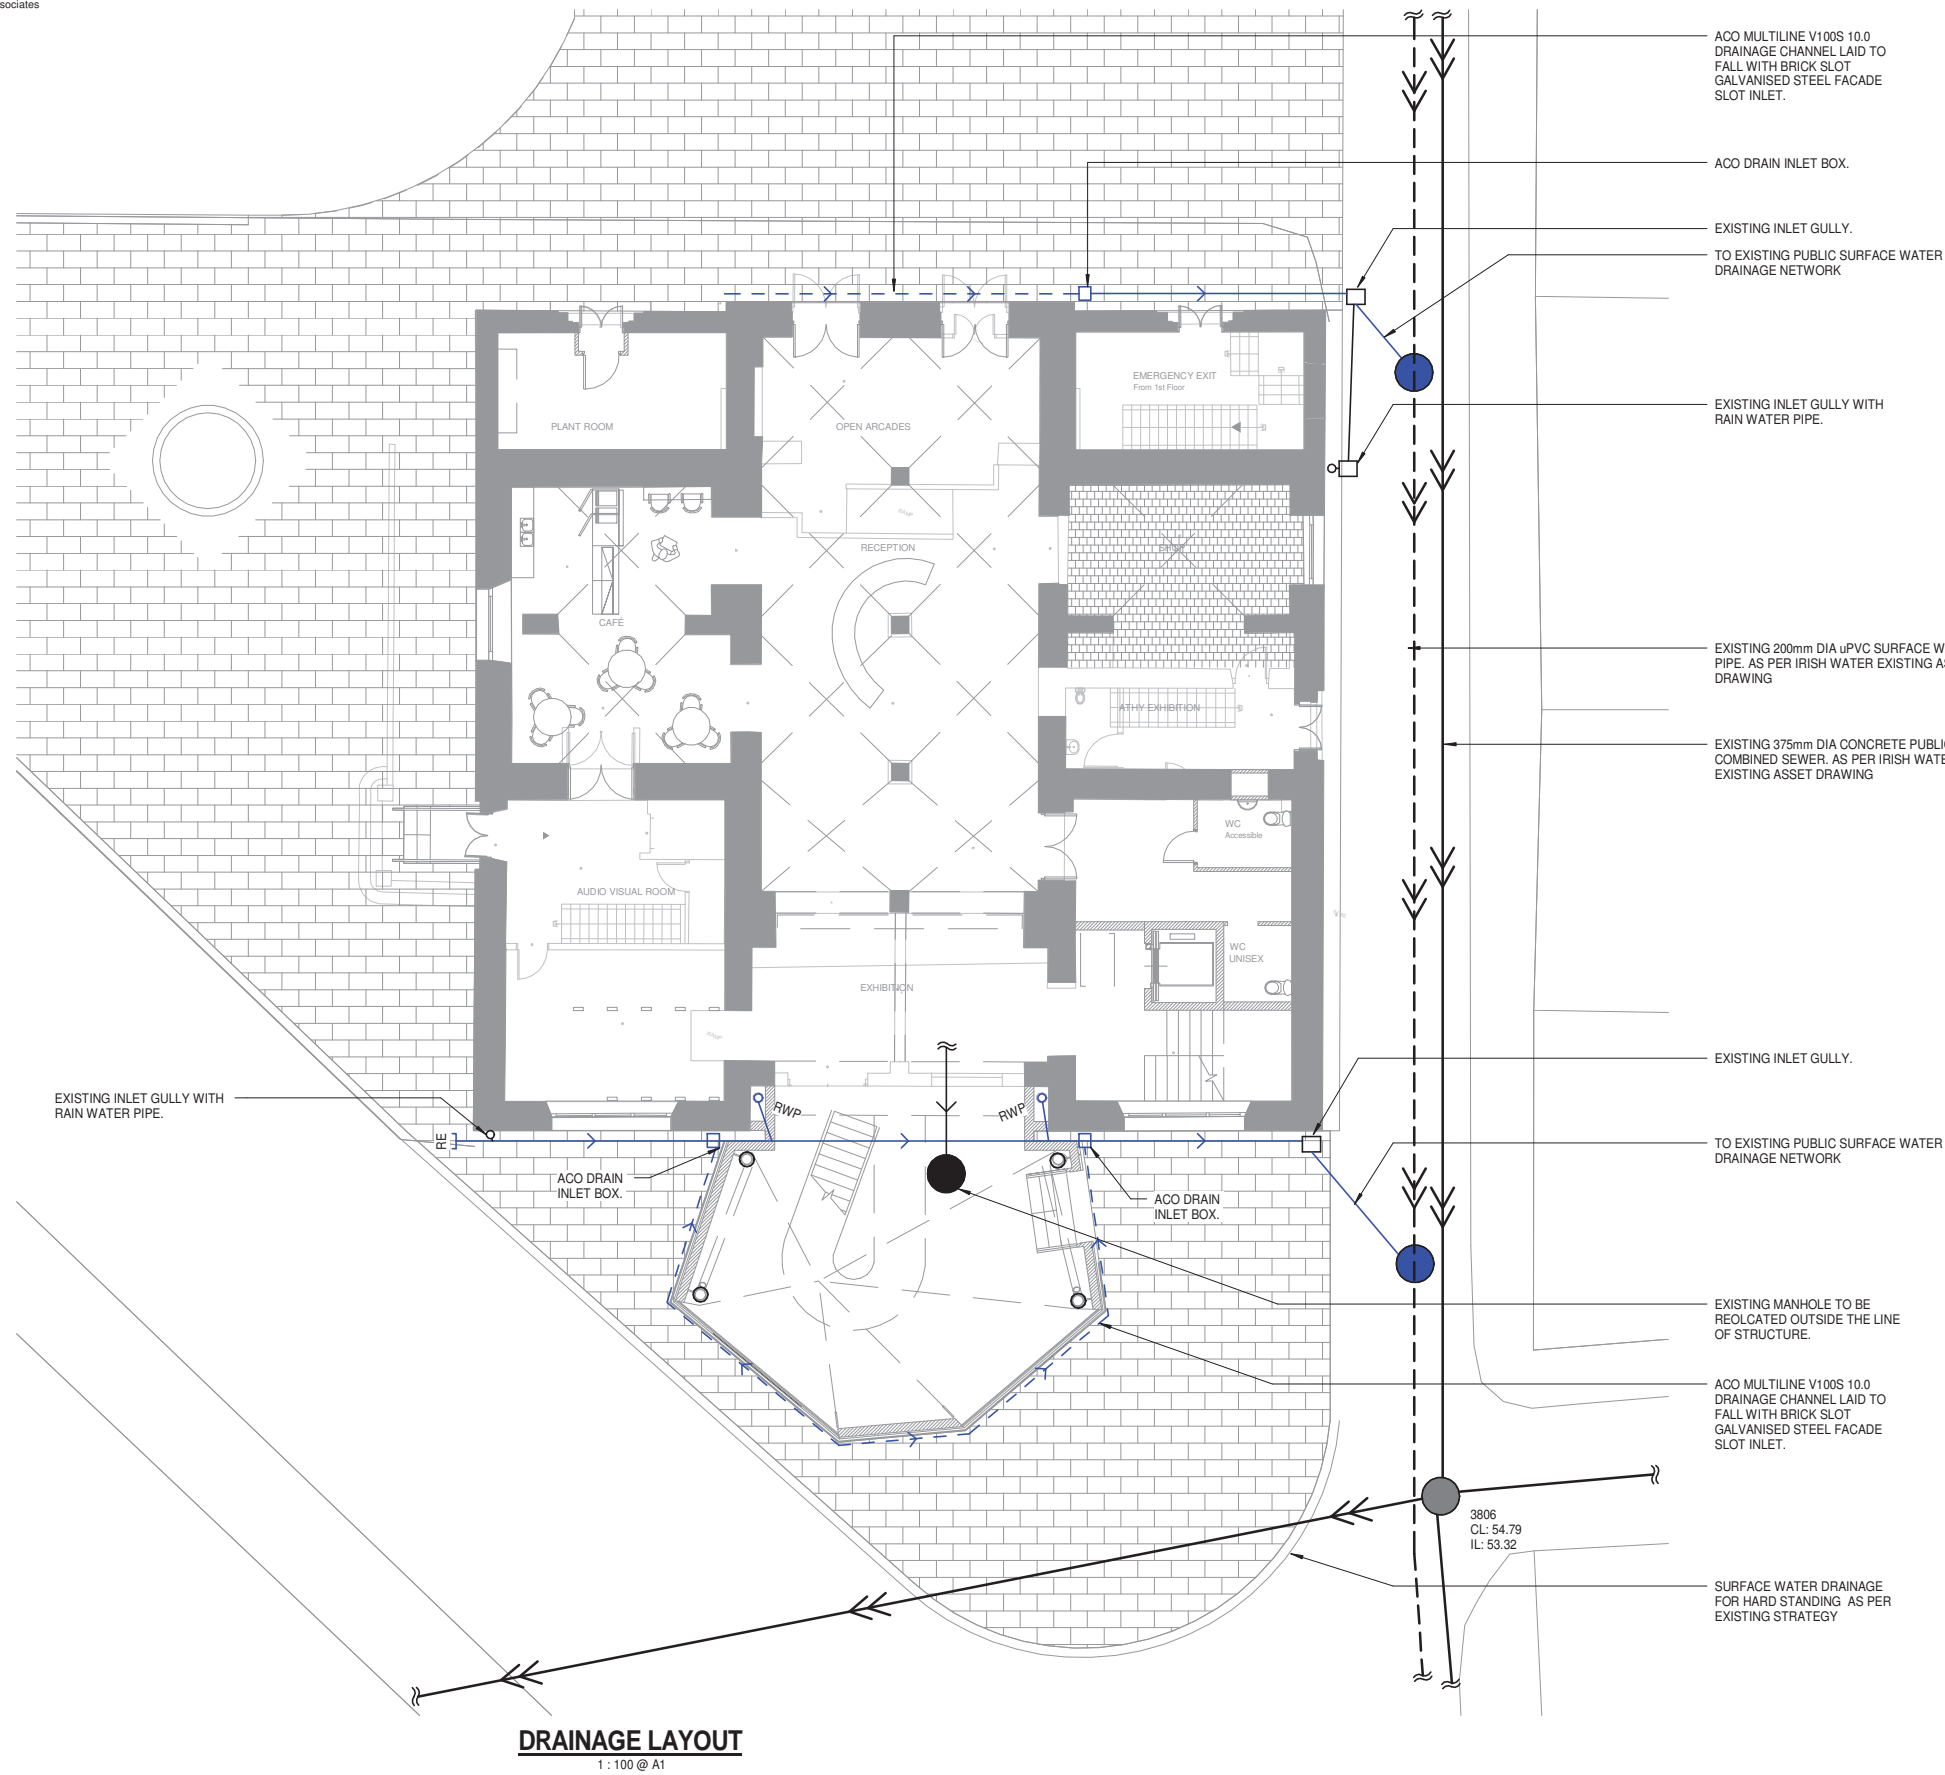 sociates
ACO MULTILINE V100S 10.0
DRAINAGE CHANNEL LAID TO
FALL WITH BRICK SLOT
GALVANISED STEEL FACADE
SLOT INLET.
ACO DRAIN INLET BOX.
EXISTING INLET GULLY.
TO EXISTING PUBLIC SURFACE WATER
DRAINAGE NETWORK
EXISTING INLET GULLY WITH
RAIN WATER PIPE.
EMERGENCY EXIT
From 1st Floor
PLANT ROOM
OPEN ARCADES
RAMP
RECEPTION
SHOP
CAFÉ
EXISTING 200mm DIA uPVC SURFACE W
PIPE. AS PER IRISH WATER EXISTING AS
DRAWING
ATHY EXHIBITION
EXISTING 375mm DIA CONCRETE PUBLIC
COMBINED SEWER. AS PER IRISH WATE
EXISTING ASSET DRAWING
WC
Accessible
AUDIO VISUAL ROOM
WC
UNISEX
EXHIBITION
RAMP
EXISTING INLET GULLY.
EXISTING INLET GULLY WITH
RAIN WATER PIPE.
RWP
RWP
RE
TO EXISTING PUBLIC SURFACE WATER
DRAINAGE NETWORK
ACO DRAIN
INLET BOX.
ACO DRAIN
INLET BOX.
EXISTING MANHOLE TO BE
REOLCATED OUTSIDE THE LINE
OF STRUCTURE.
ACO MULTILINE V100S 10.0
DRAINAGE CHANNEL LAID TO
FALL WITH BRICK SLOT
GALVANISED STEEL FACADE
SLOT INLET.
3806
CL: 54.79
IL: 53.32
SURFACE WATER DRAINAGE
FOR HARD STANDING AS PER
EXISTING STRATEGY
DRAINAGE LAYOUT
1 : 100 @ A1